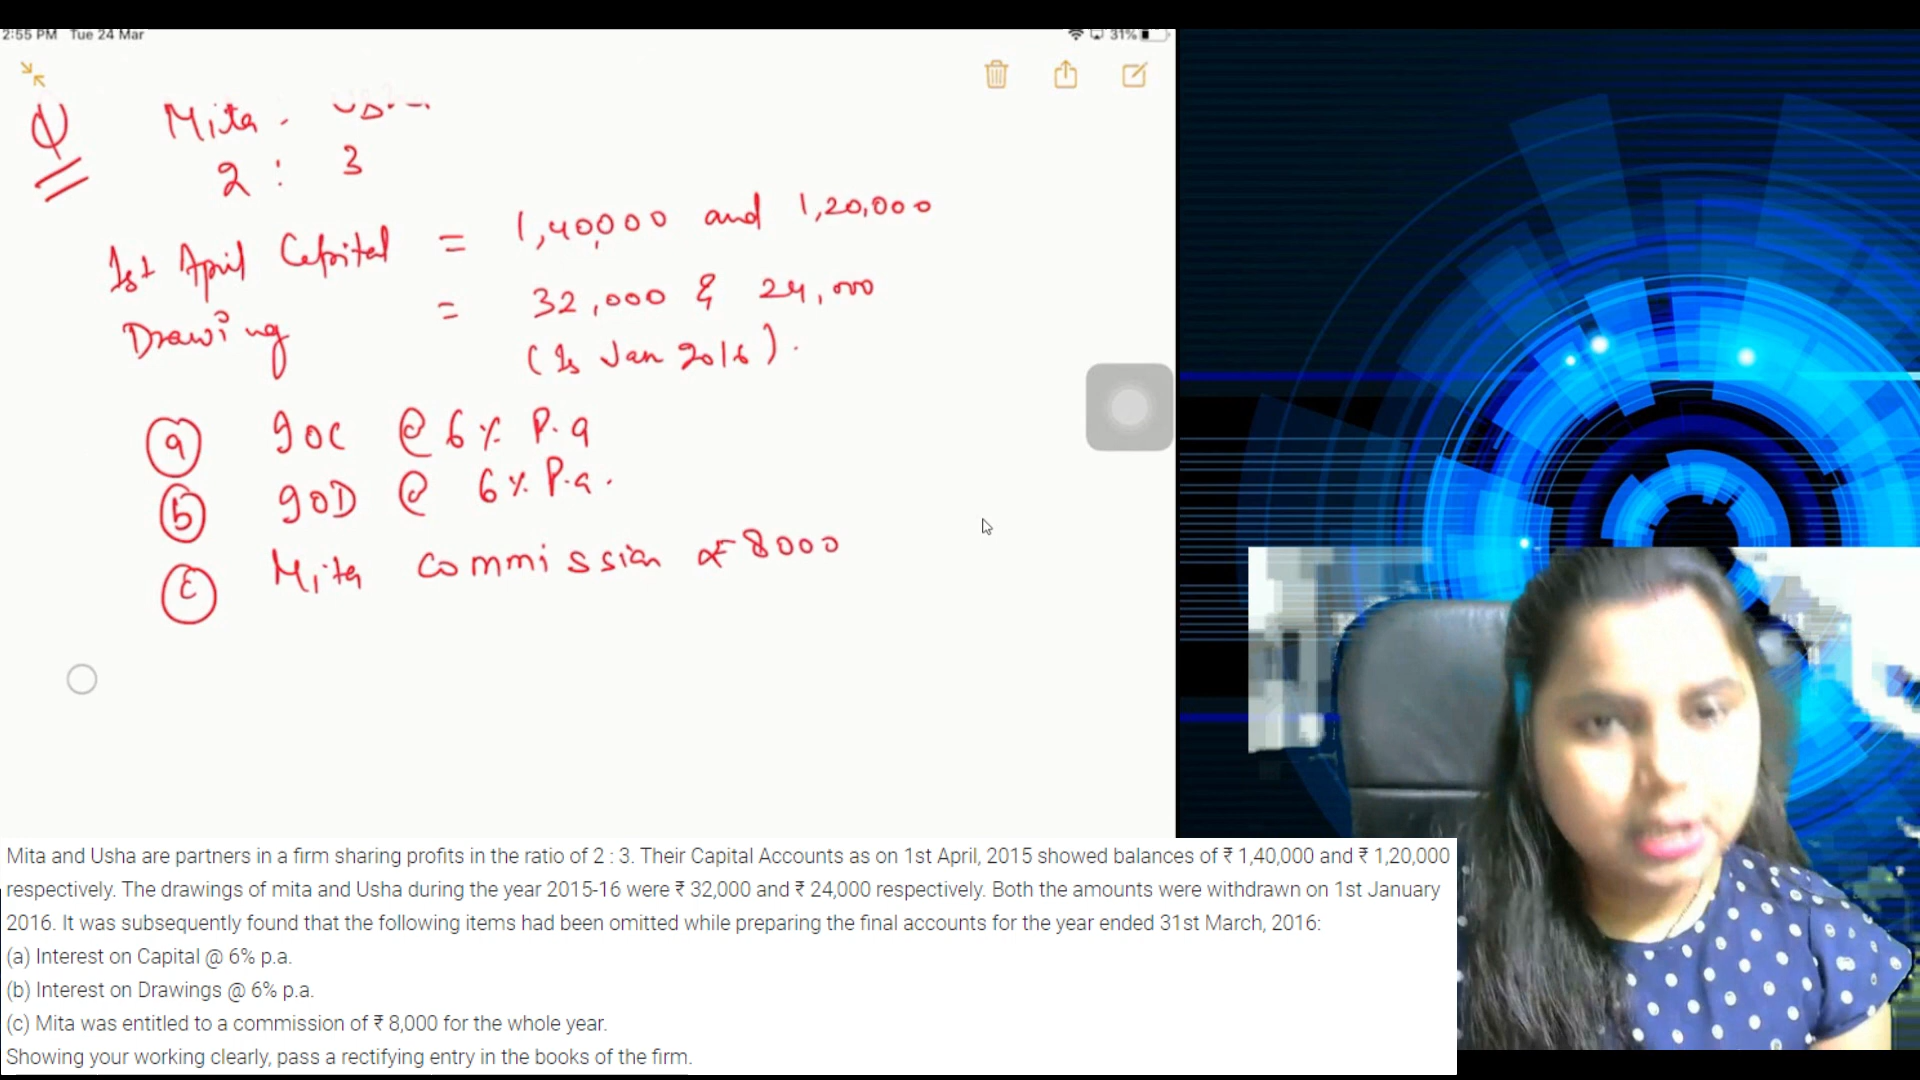 2:55 PM Tue 24 Mar
31%
Q Mita -
2 : 3
1st April Capital = 1,40,000 and 1,20,000
Drawing = 32,000 & 24,000
(1s Jan 2016).
(a) IOC @ 6% P.a
(b) IOD @ 6% P.a.
(c) Mita Commission of 8000
Mita and Usha are partners in a firm sharing profits in the ratio of 2 : 3. Their Capital Accounts as on 1st April, 2015 showed balances of ₹ 1,40,000 and ₹ 1,20,000
respectively. The drawings of mita and Usha during the year 2015-16 were ₹ 32,000 and ₹ 24,000 respectively. Both the amounts were withdrawn on 1st January
2016. It was subsequently found that the following items had been omitted while preparing the final accounts for the year ended 31st March, 2016:
(a) Interest on Capital @ 6% p.a.
(b) Interest on Drawings @ 6% p.a.
(c) Mita was entitled to a commission of ₹ 8,000 for the whole year.
Showing your working clearly, pass a rectifying entry in the books of the firm.